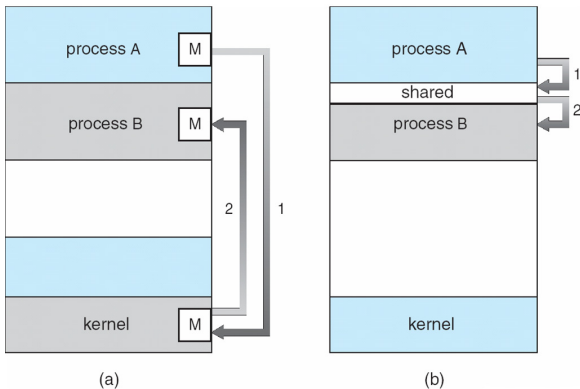 process A
M
process B
M
2
1
kernel
M
(a)
process A
1
shared
2
process B
kernel
(b)